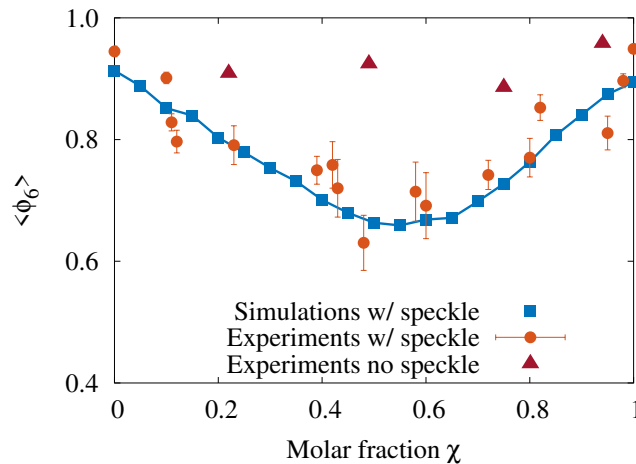 1.0
0.8
0.6
0.4
<ϕ6>
Simulations w/ speckle
Experiments w/ speckle
Experiments no speckle
0 0.2 0.4 0.6 0.8 1
Molar fraction χ